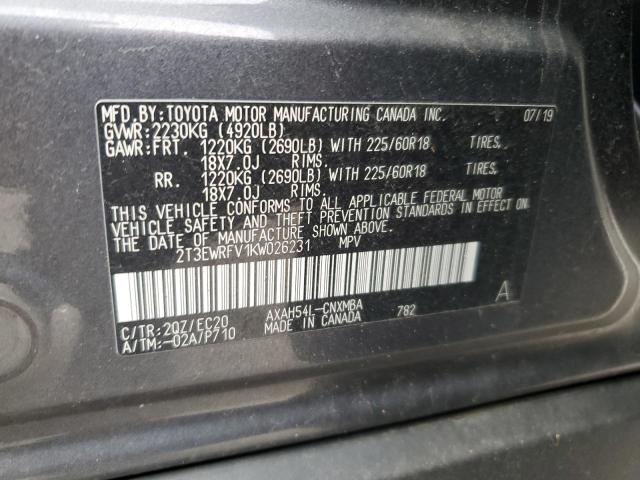 MFD.BY:TOYOTA MOTOR MANUFACTURING CANADA INC. 07/19
GVWR:2230KG (4920LB)
GAWR:FRT. 1220KG (2690LB) WITH 225/60R18 TIRES.
18X7.0J RIMS.
RR. 1220KG (2690LB) WITH 225/60R18 TIRES.
18X7.0J RIMS.
THIS VEHICLE CONFORMS TO ALL APPLICABLE FEDERAL MOTOR
VEHICLE SAFETY AND THEFT PREVENTION STANDARDS IN EFFECT ON
THE DATE OF MANUFACTURE SHOWN ABOVE.
2T3EWRFV1KW026231 MPV
C/TR:2QZ/EC20 AXAH54L-CNXMBA 782 A
A/TM:-02A/P710 MADE IN CANADA